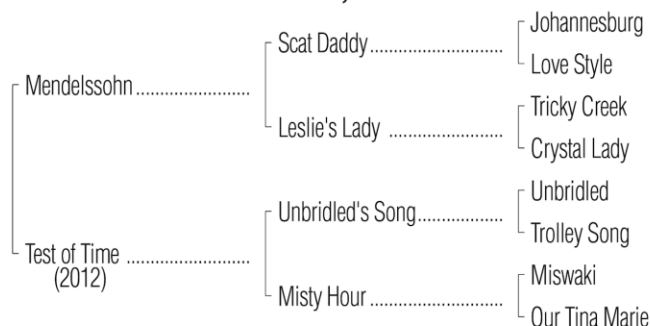 Johannesburg
Scat Daddy
Love Style
Mendelssohn
Tricky Creek
Leslie's Lady
Crystal Lady
Unbridled
Unbridled's Song
Trolley Song
Test of Time
(2012)
Miswaki
Misty Hour
Our Tina Marie